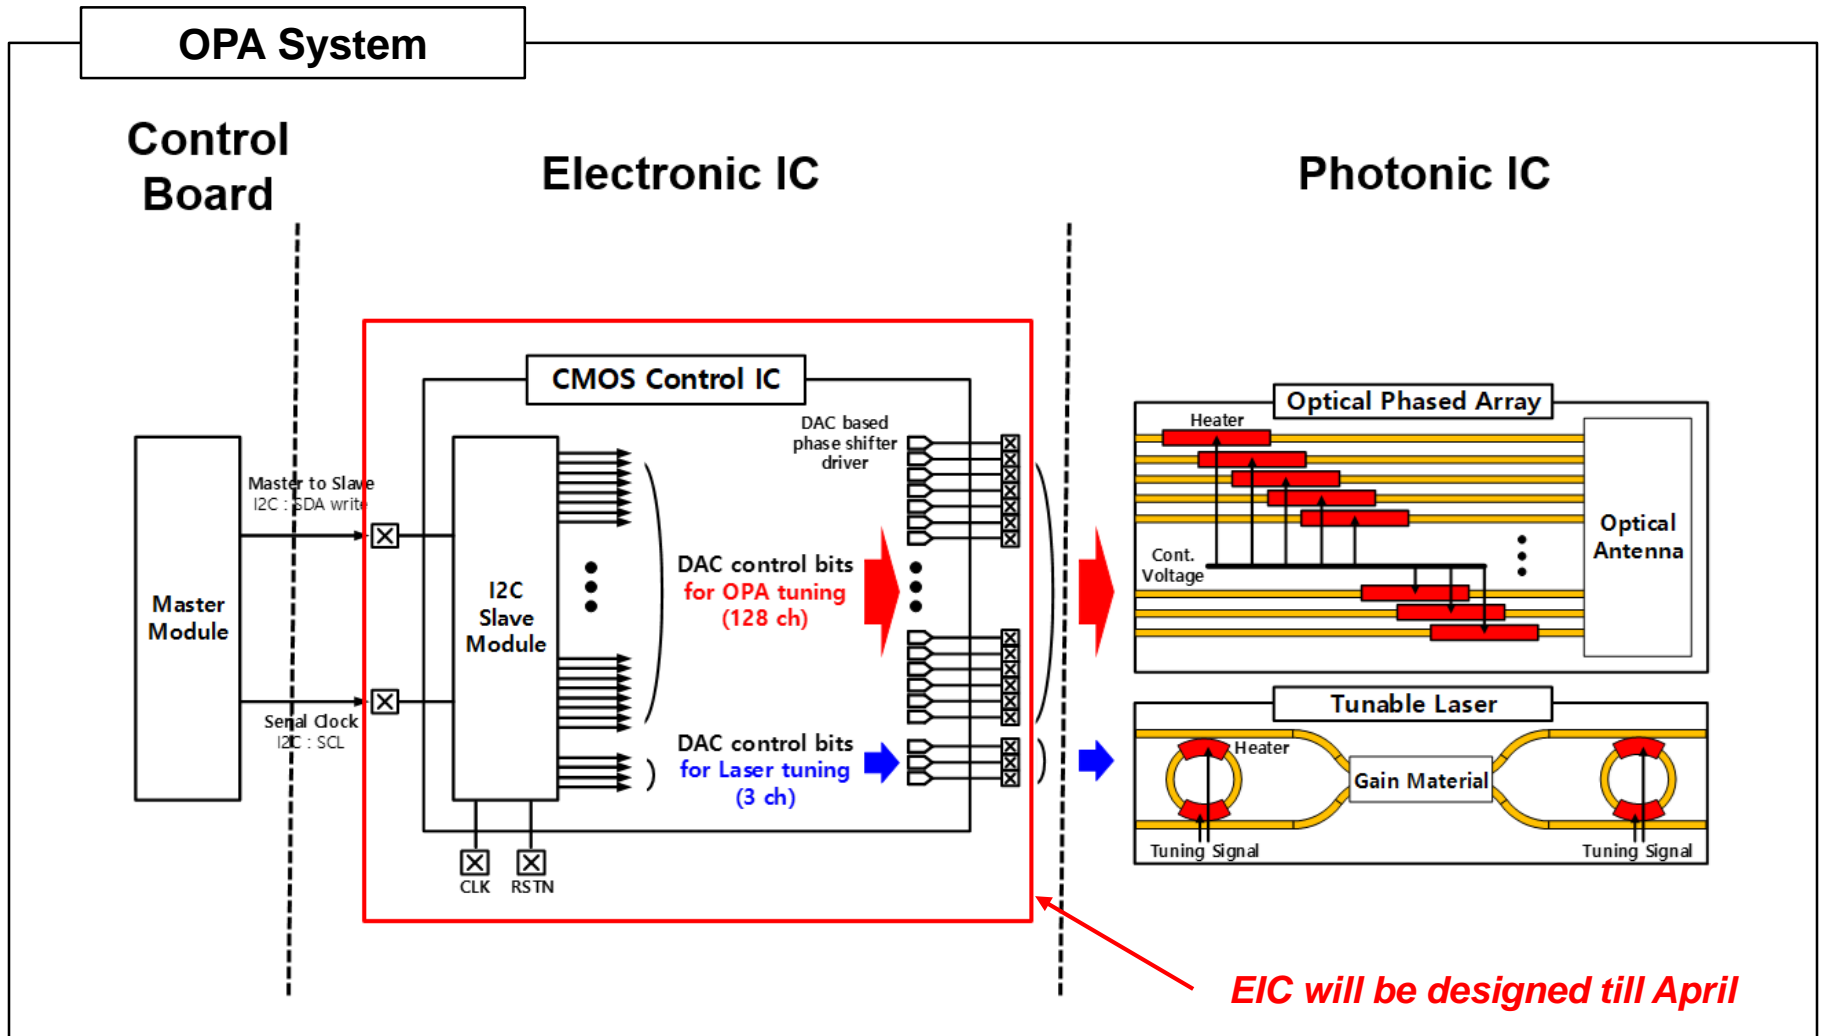 OPA System
Control
Board
Electronic IC
Photonic IC
CMOS Control IC
DAC based
phase shifter
driver
Master to Slave
I2C : SDA write
Master
Module
I2C
Slave
Module
Serial Clock
I2C : SCL
DAC control bits
for OPA tuning
(128 ch)
DAC control bits
for Laser tuning
(3 ch)
CLK
RSTN
Optical Phased Array
Heater
Cont.
Voltage
Optical
Antenna
Tunable Laser
Heater
Gain Material
Tuning Signal
Tuning Signal
EIC will be designed till April